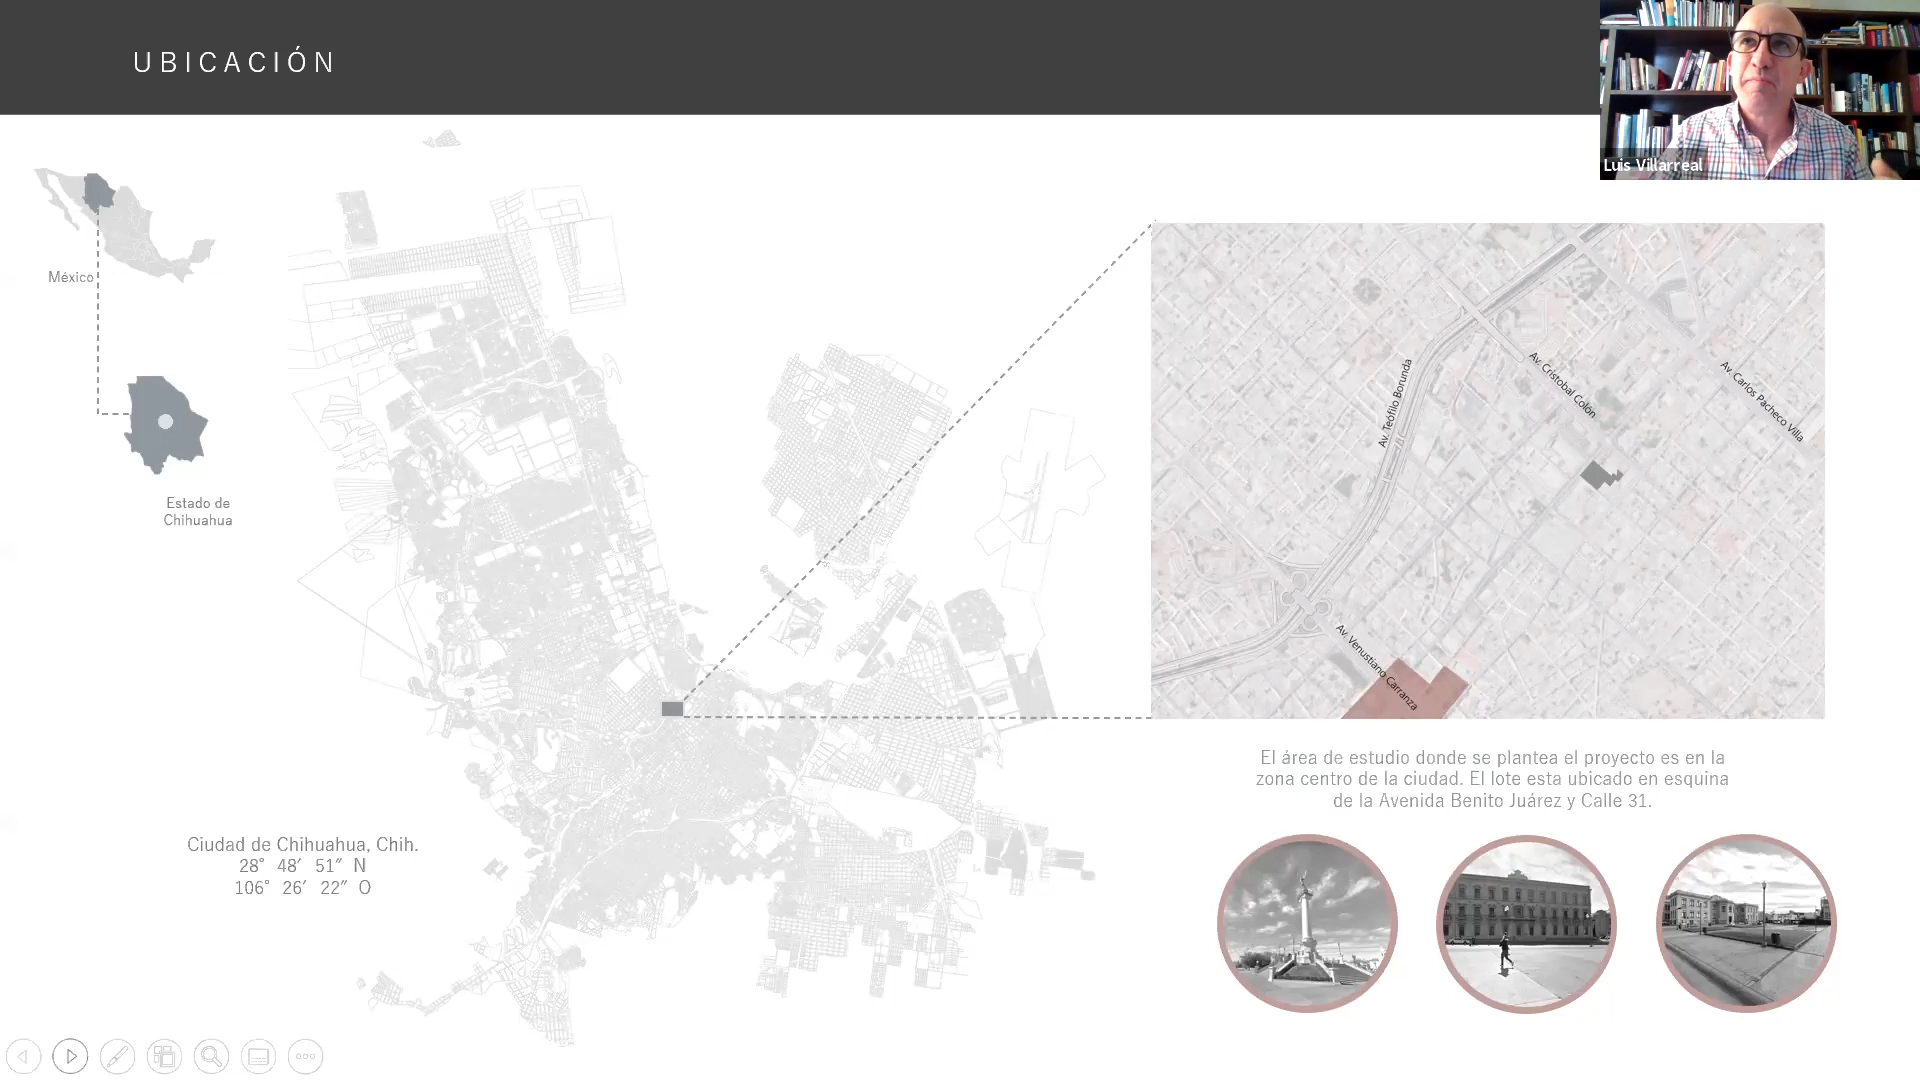 UBICACIÓN
Luis Villarreal
México
Estado de
Chihuahua
Av. Teófilo Borunda
Av. Cristobal Colón
Av. Carlos Pacheco Villa
Av. Venustiano Carranza
El área de estudio donde se plantea el proyecto es en la
zona centro de la ciudad. El lote esta ubicado en esquina
de la Avenida Benito Juárez y Calle 31.
Ciudad de Chihuahua, Chih.
28° 48′ 51″ N
106° 26′ 22″ O